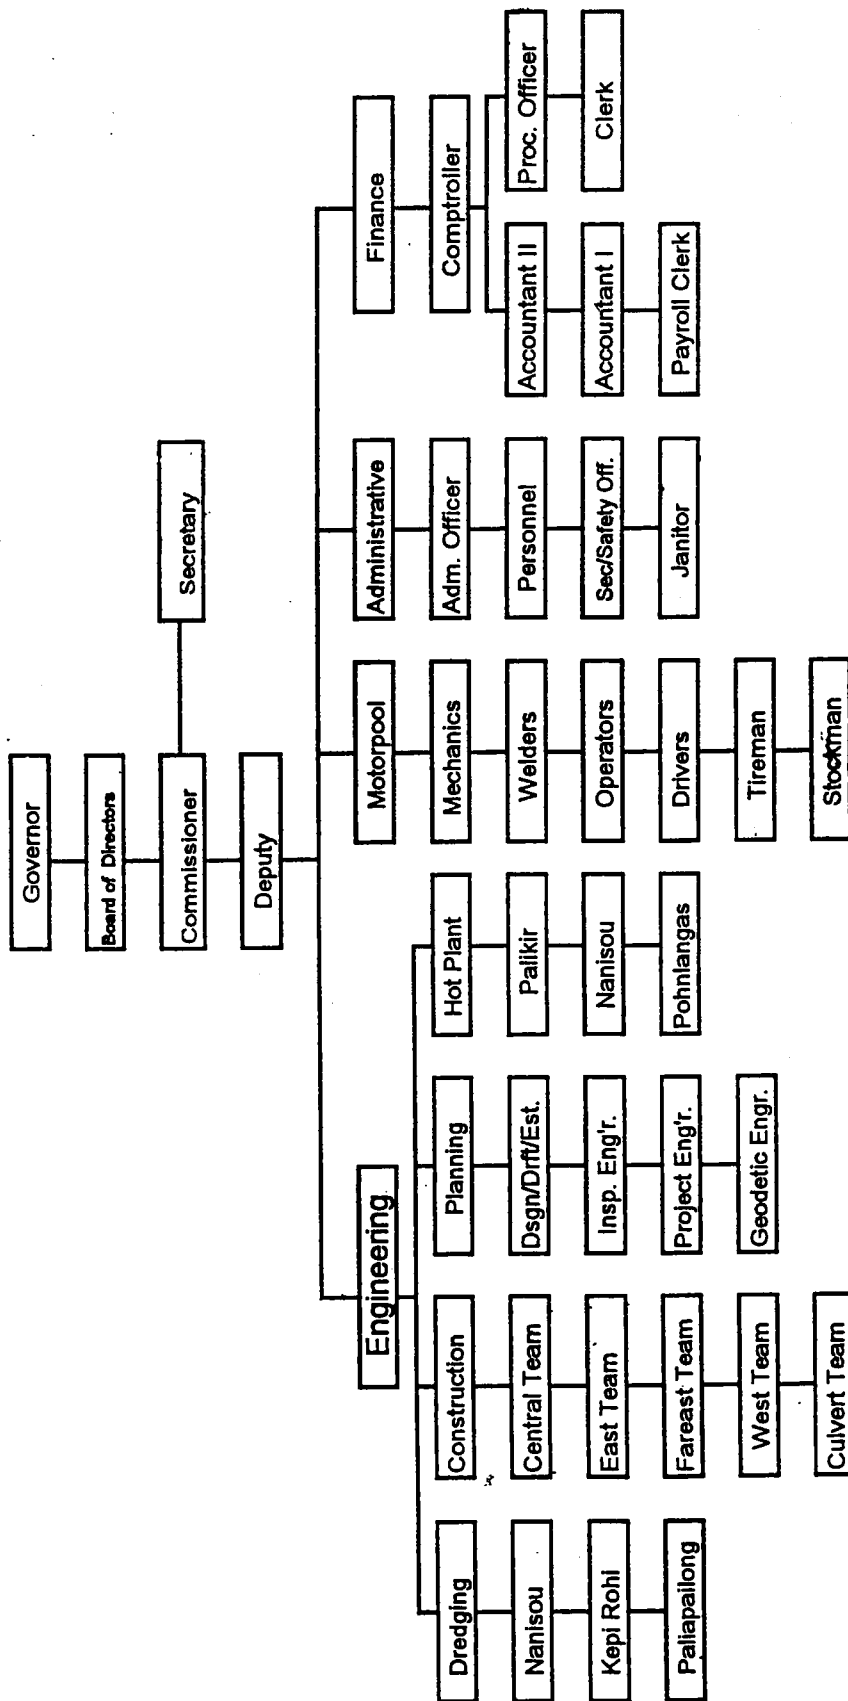 Governor
Board of Directors
Commissioner
Secretary
Deputy
Engineering
Motorpool
Administrative
Finance
Dredging
Construction
Planning
Hot Plant
Mechanics
Adm. Officer
Comptroller
Nanisou
Central Team
Dsgn/Drft/Est.
Palikir
Welders
Personnel
Accountant II
Proc. Officer
Kepi Rohi
East Team
Insp. Eng'r.
Nanisou
Operators
Sec/Safety Off.
Accountant I
Clerk
Paliapailong
Fareast Team
Project Eng'r.
Pohnlangas
Drivers
Janitor
Payroll Clerk
West Team
Geodetic Engr.
Tireman
Culvert Team
Stockman